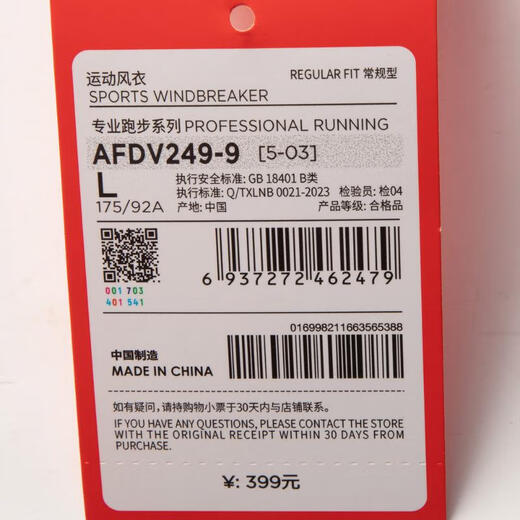 运动风衣
REGULAR FIT 常规型
SPORTS WINDBREAKER
专业跑步系列 PROFESSIONAL RUNNING
AFDV249-9 [5-03]
L
175/92A
执行安全标准: GB 18401 B类
执行标准: Q/TXLNB 0021-2023 检验员: 检04
产地: 中国 产品等级: 合格品
001 703
401 541
6 937272 462479
016998211663565388
中国制造
MADE IN CHINA
如有疑问，请持购物小票于30天内与店铺联系。
IF YOU HAVE ANY QUESTIONS, PLEASE CONTACT THE STORE
WITH THE ORIGINAL RECEIPT WITHIN 30 DAYS FROM
PURCHASE.
¥: 399元